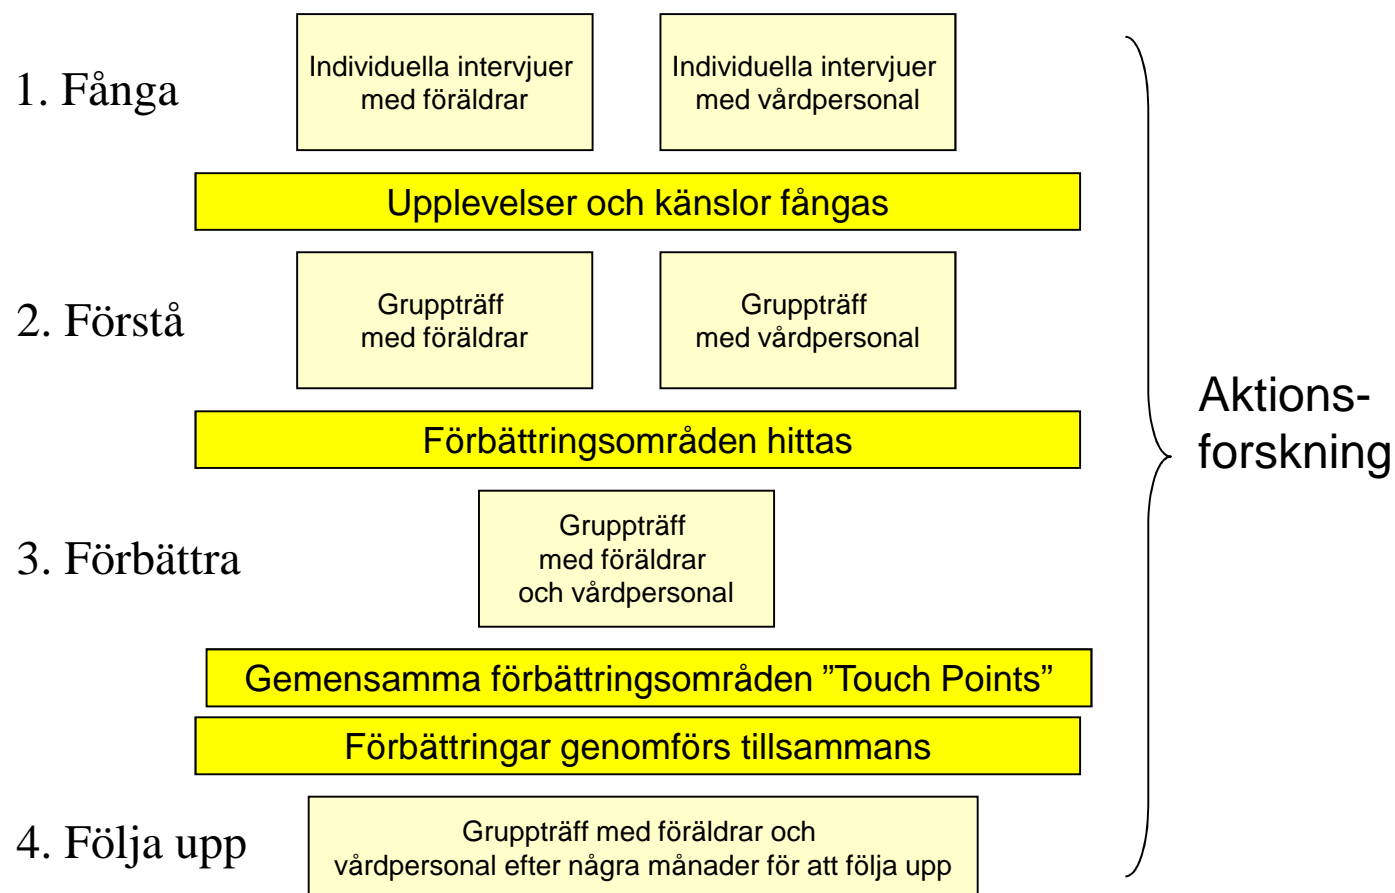 1. Fånga
Individuella intervjuer
med föräldrar
Individuella intervjuer
med vårdpersonal
Upplevelser och känslor fångas
2. Förstå
Gruppträff
med föräldrar
Gruppträff
med vårdpersonal
Förbättringsområden hittas
3. Förbättra
Gruppträff
med föräldrar
och vårdpersonal
Gemensamma förbättringsområden ”Touch Points”
Förbättringar genomförs tillsammans
4. Följa upp
Gruppträff med föräldrar och
vårdpersonal efter några månader för att följa upp
Aktions-
forskning